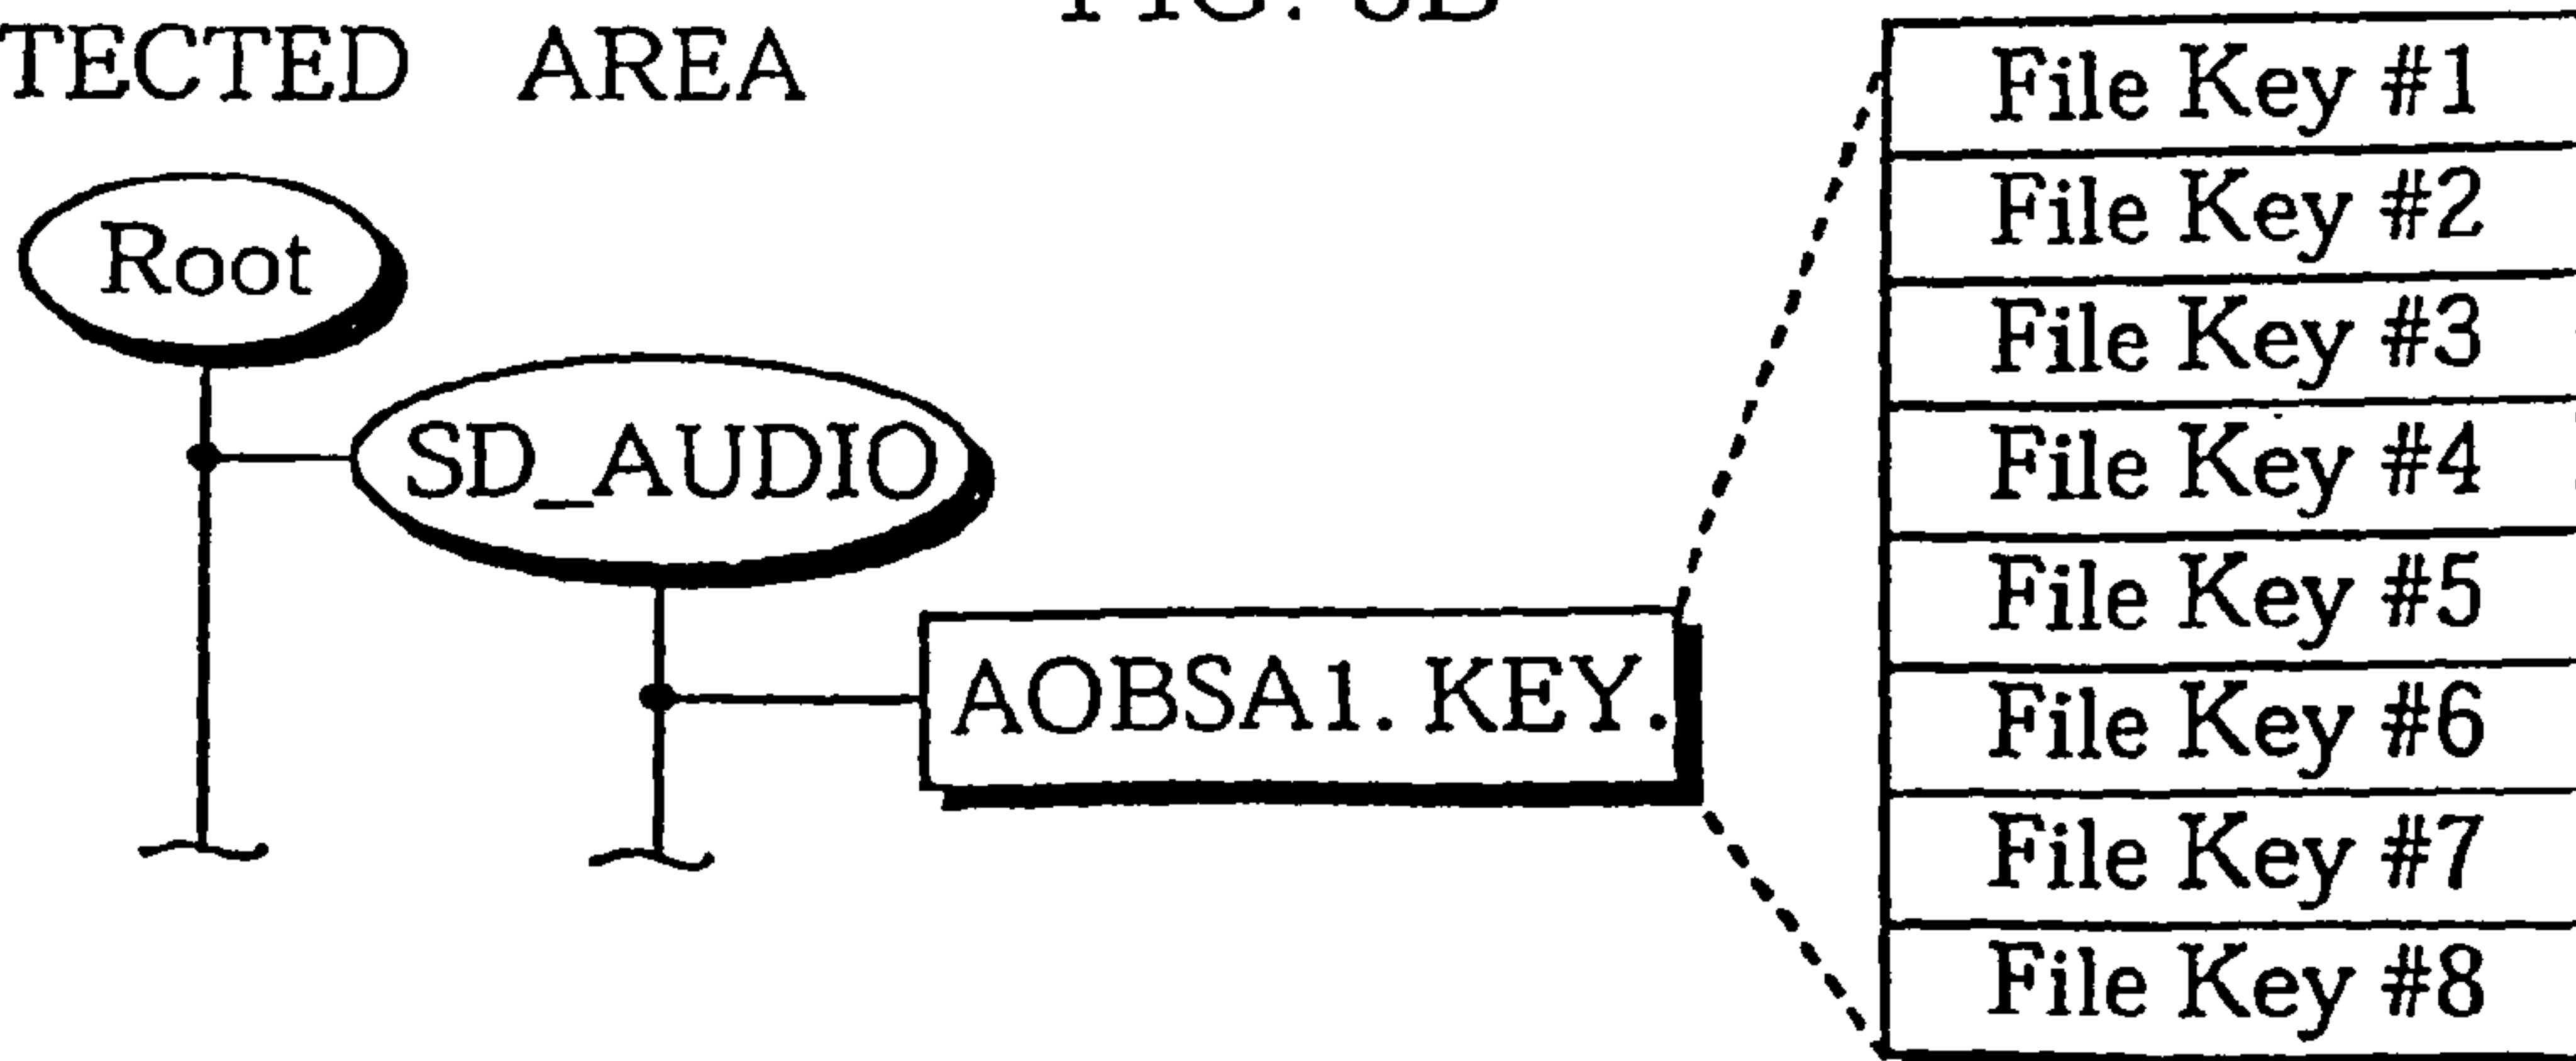 TECTED AREA
Root
SD_AUDIO
AOBSA1. KEY.
File Key #1
File Key #2
File Key #3
File Key #4
File Key #5
File Key #6
File Key #7
File Key #8